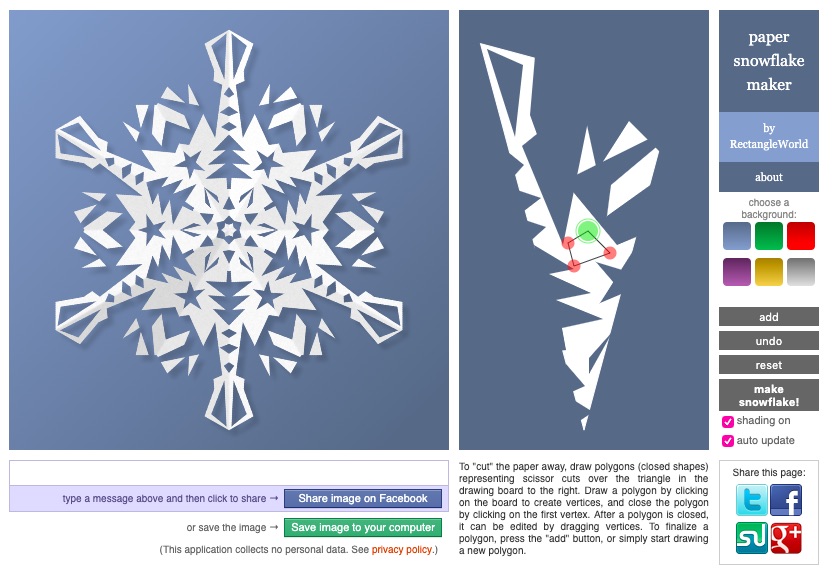 paper
snowflake
maker
by
RectangleWorld
about
choose a
background:
add
undo
reset
make
snowflake!
shading on
auto update
type a message above and then click to share →
Share image on Facebook
or save the image →
Save image to your computer
(This application collects no personal data. See privacy policy.)
To "cut" the paper away, draw polygons (closed shapes)
representing scissor cuts over the triangle in the
drawing board to the right. Draw a polygon by clicking
on the board to create vertices, and close the polygon
by clicking on the first vertex. After a polygon is closed,
it can be edited by dragging vertices. To finalize a
polygon, press the "add" button, or simply start drawing
a new polygon.
Share this page:
t
f
su
g+